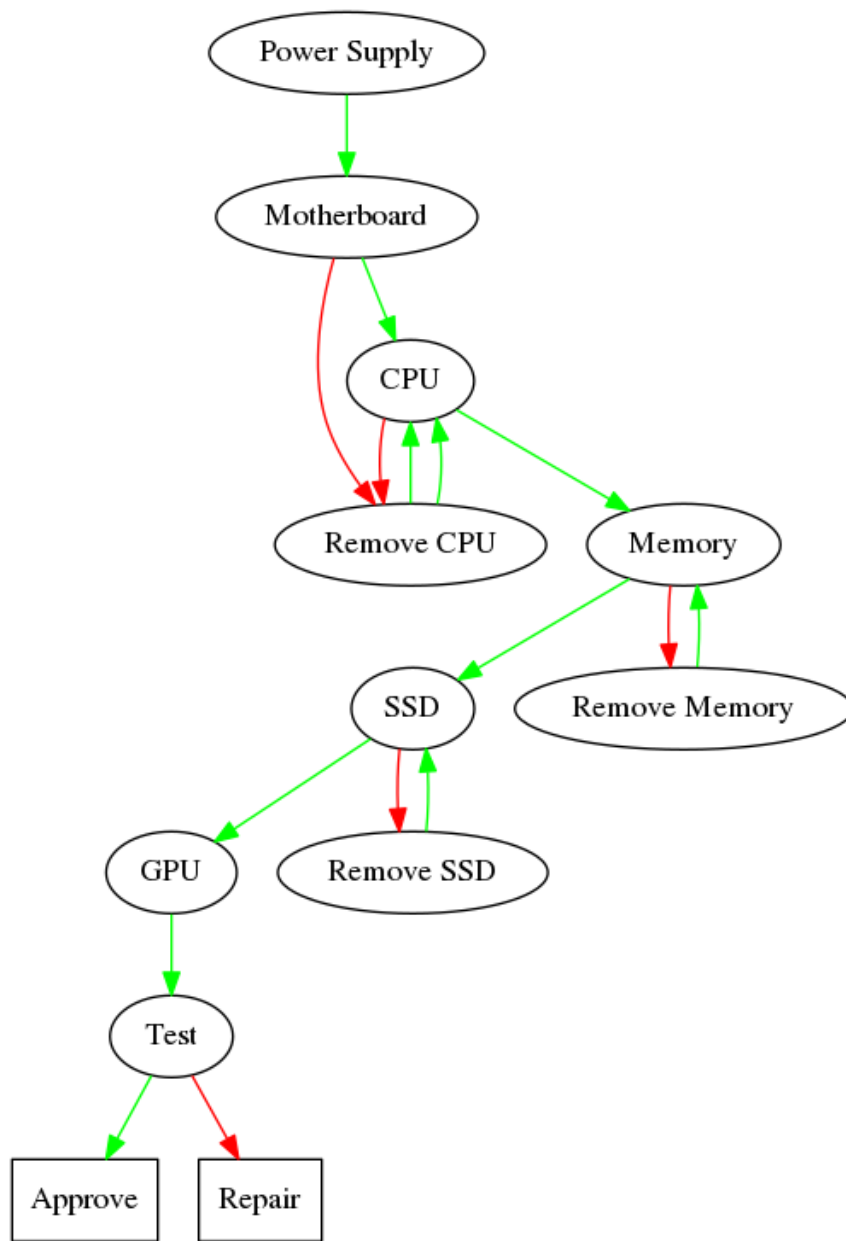 Power Supply
Motherboard
CPU
Remove CPU
Memory
SSD
Remove Memory
GPU
Remove SSD
Test
Approve
Repair